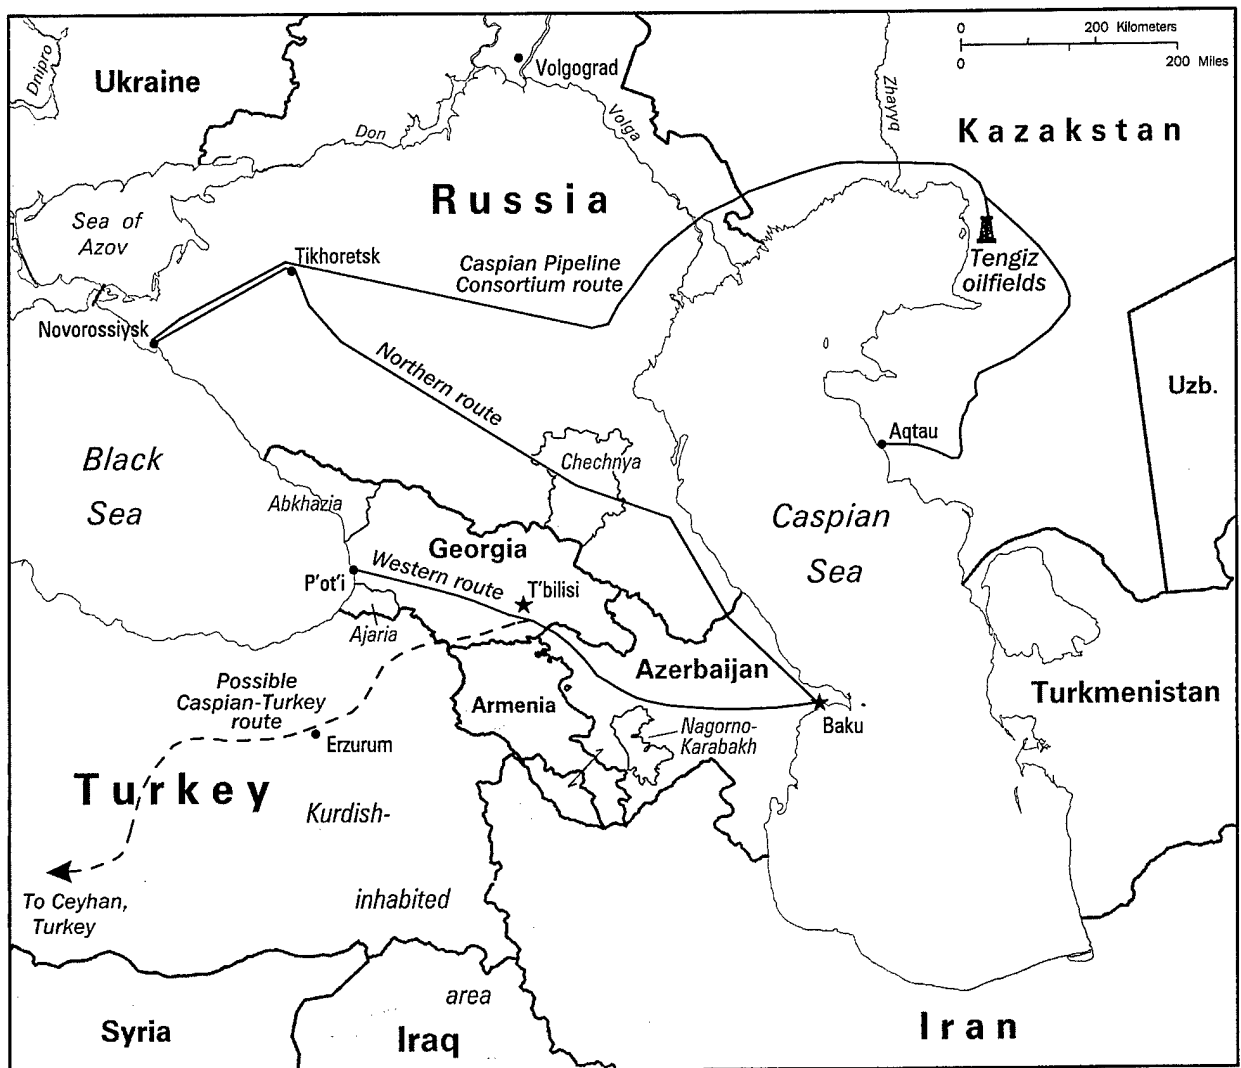 0 200 Kilometers
0 200 Miles
Dnipro
Ukraine
Volgograd
Don
Volga
Zhayyq
Kazakstan
Russia
Sea of
Azov
Tikhoretsk
Caspian Pipeline
Consortium route
Tengiz
oilfields
Novorossiysk
Northern route
Uzb.
Aqtau
Black
Sea
Chechnya
Abkhazia
Caspian
Sea
Georgia
Western route
P'ot'i
T'bilisi
Ajaria
Azerbaijan
Possible
Caspian-Turkey
route
Armenia
Turkmenistan
Nagorno-
Karabakh
Baku
Erzurum
Turkey
Kurdish-
inhabited
area
To Ceyhan,
Turkey
Syria
Iraq
Iran